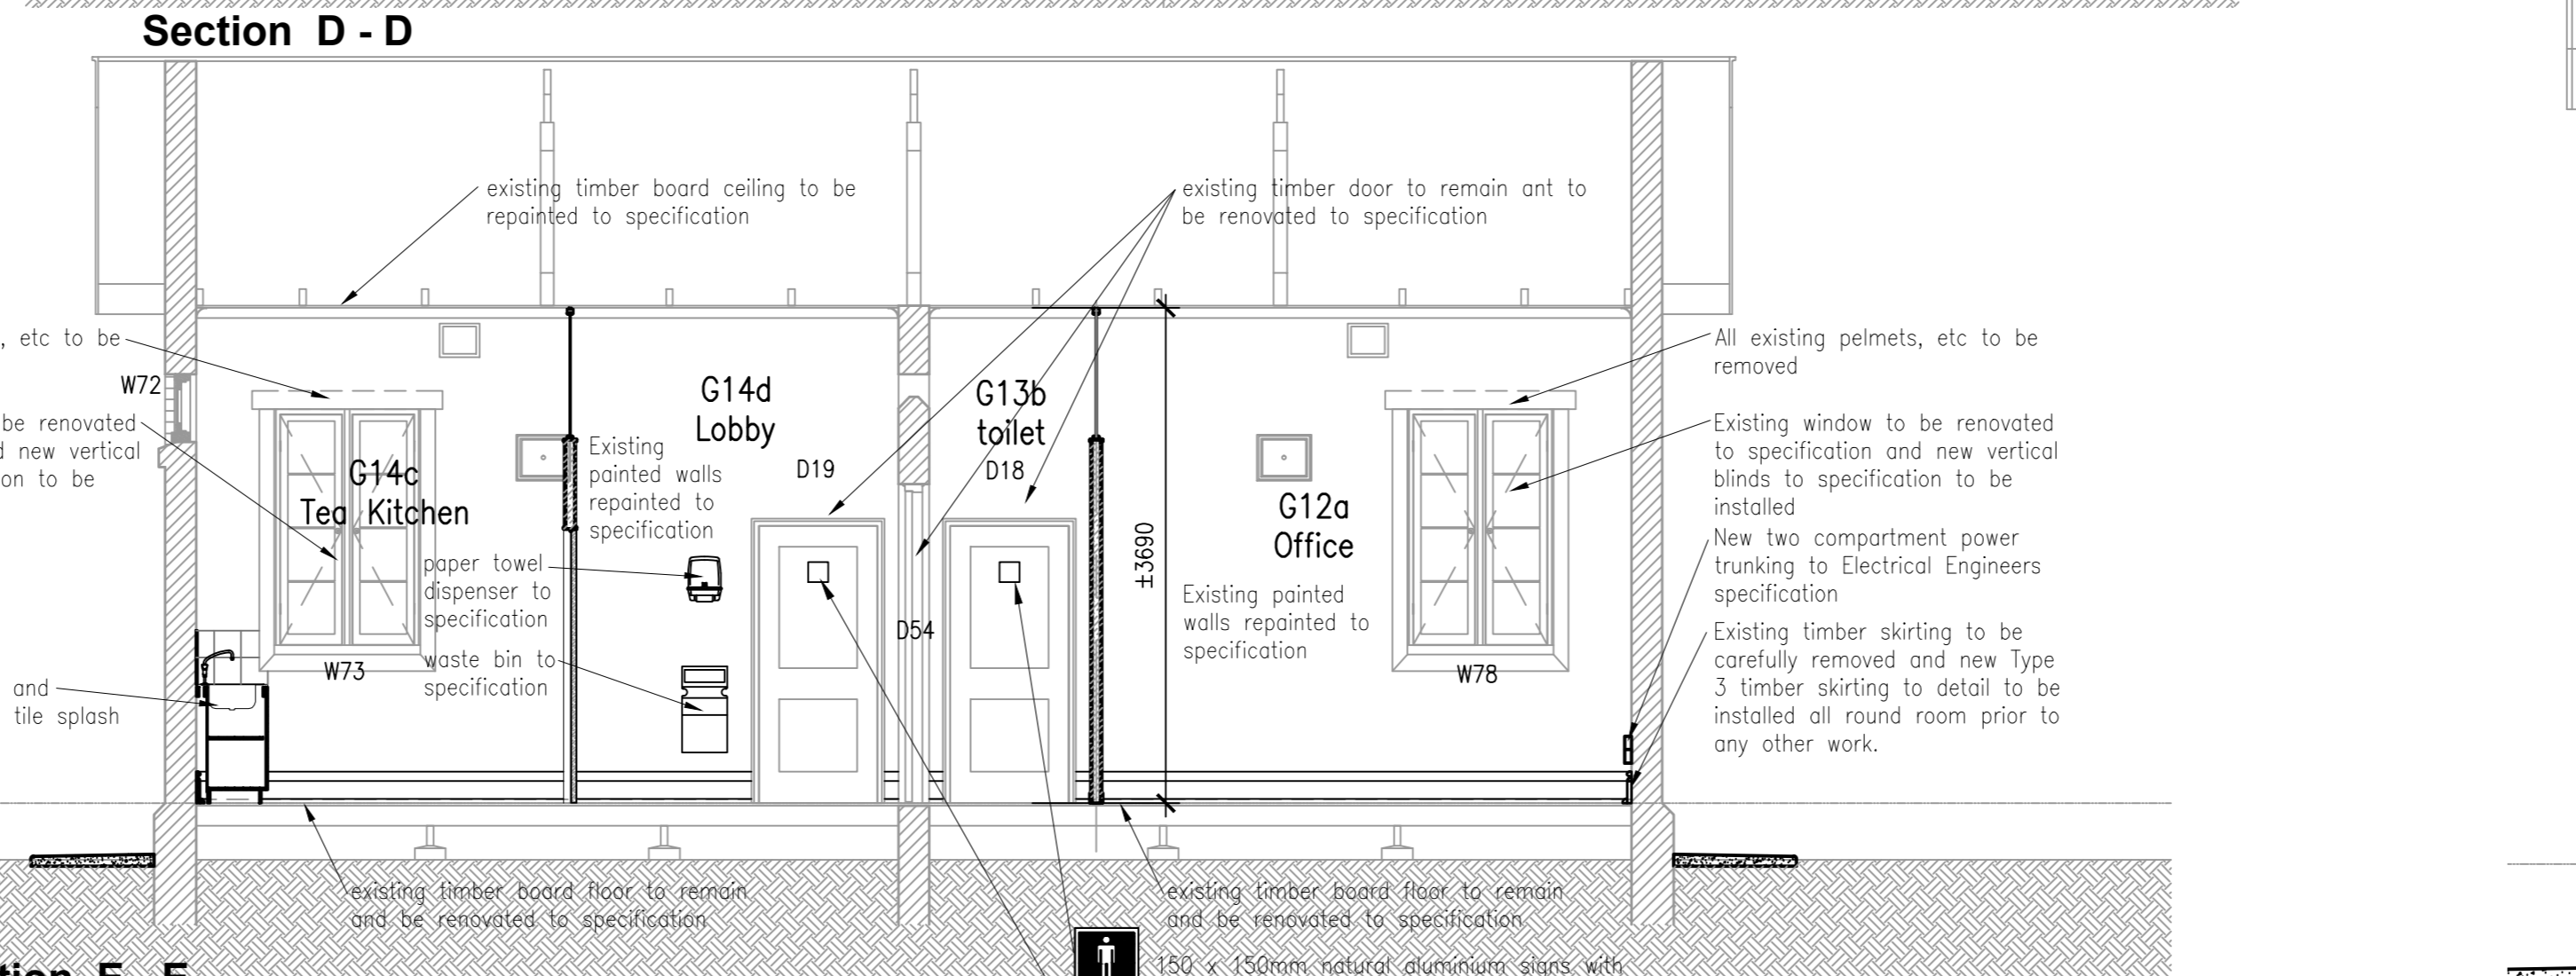 Section D - D
existing timber board ceiling to be
repainted to specification
existing timber door to remain ant to
be renovated to specification
, etc to be
W72
be renovated
new vertical
on to be
G14c
Tea Kitchen
W73
and
tile splash
Existing
painted walls
repainted to
specification
G14d
Lobby
D19
paper towel
dispenser to
specification
waste bin to
specification
D54
G13b
toilet
D18
±3690
G12a
Office
Existing painted
walls repainted to
specification
W78
All existing pelmets, etc to be
removed
Existing window to be renovated
to specification and new vertical
blinds to specification to be
installed
New two compartment power
trunking to Electrical Engineers
specification
Existing timber skirting to be
carefully removed and new Type
3 timber skirting to detail to be
installed all round room prior to
any other work.
existing timber board floor to remain
and be renovated to specification
existing timber board floor to remain
and be renovated to specification
150 x 150mm natural aluminium signs with